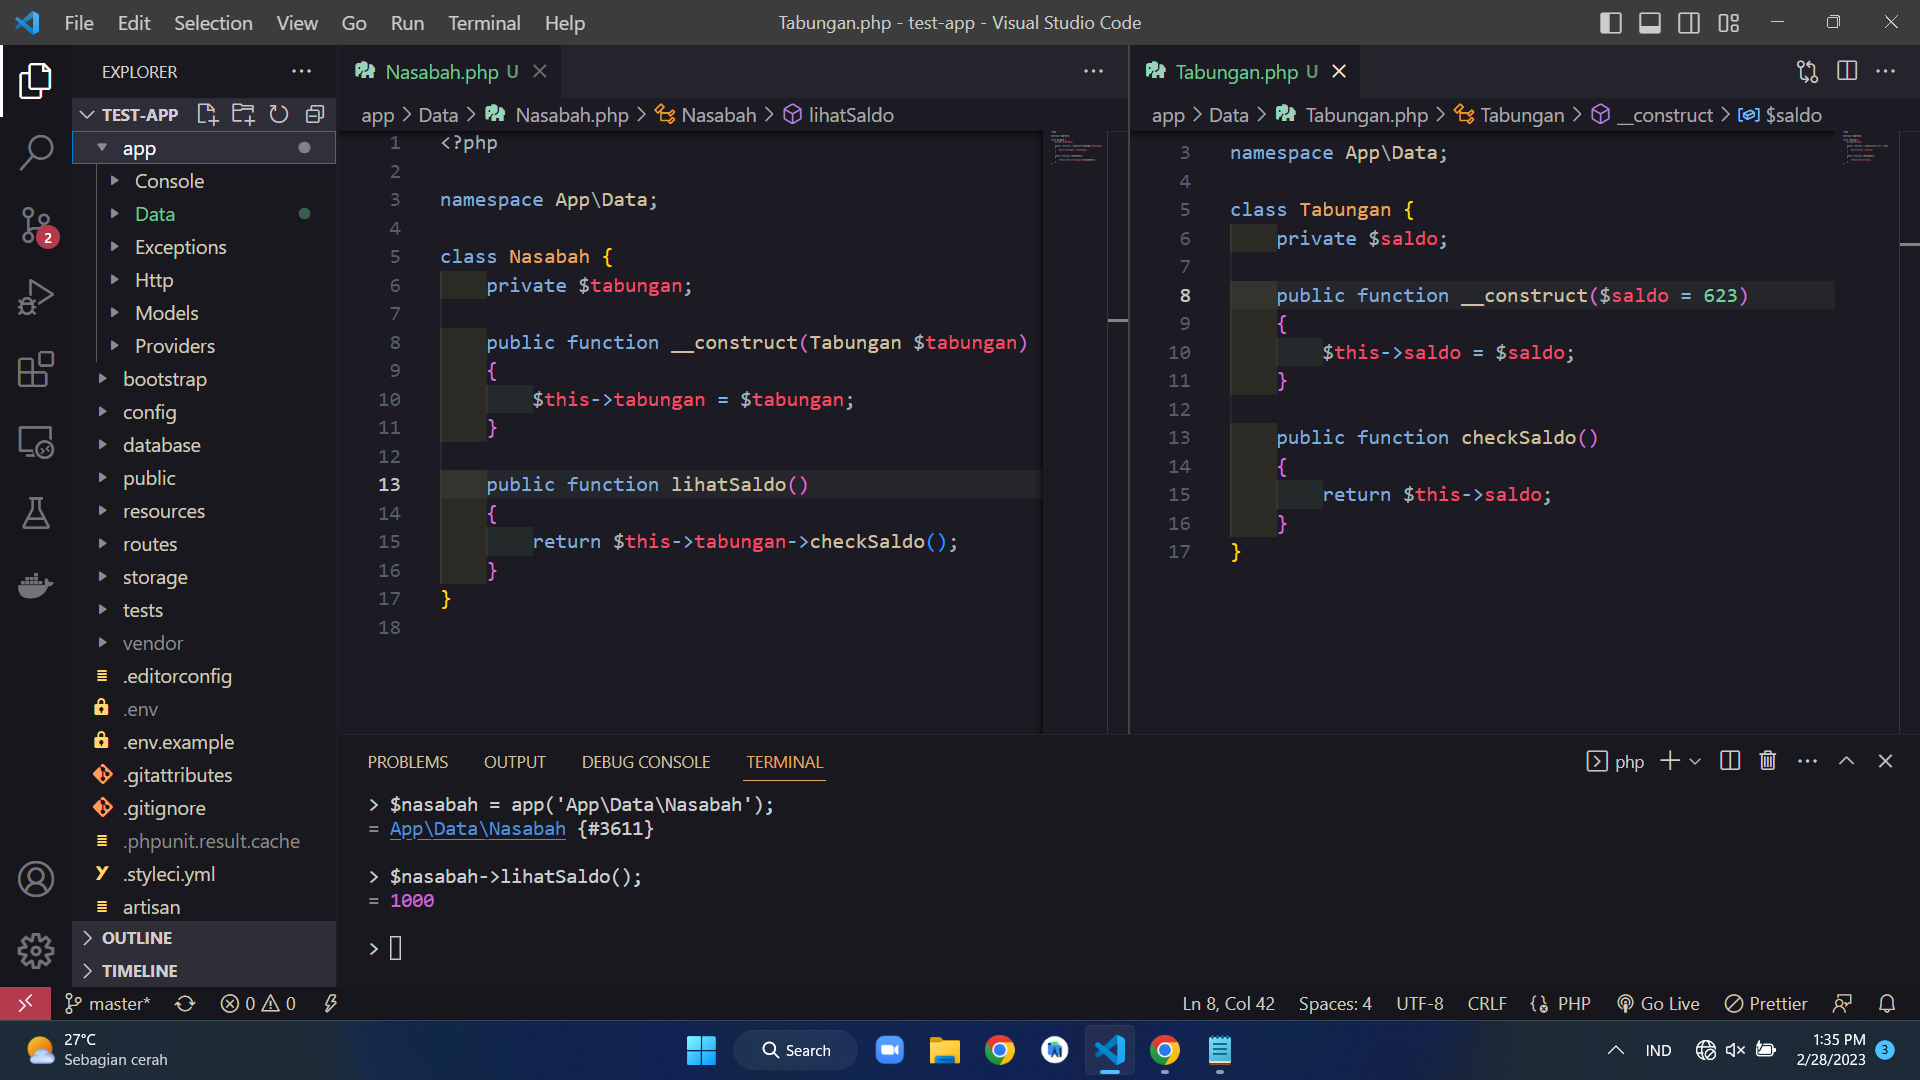 File Edit Selection View Go Run Terminal Help
Tabungan.php - test-app - Visual Studio Code
EXPLORER
TEST-APP
app
Console
Data
Exceptions
Http
Models
Providers
bootstrap
config
database
public
resources
routes
storage
tests
vendor
.editorconfig
.env
.env.example
.gitattributes
.gitignore
.phpunit.result.cache
.styleci.yml
artisan
OUTLINE
TIMELINE
2
Nasabah.php U
app > Data > Nasabah.php > Nasabah > lihatSaldo
1 <?php
2
3 namespace App\Data;
4
5 class Nasabah {
6 private $tabungan;
7
8 public function __construct(Tabungan $tabungan)
9 {
10 $this->tabungan = $tabungan;
11 }
12
13 public function lihatSaldo()
14 {
15 return $this->tabungan->checkSaldo();
16 }
17 }
18
Tabungan.php U
app > Data > Tabungan.php > Tabungan > __construct > $saldo
3 namespace App\Data;
4
5 class Tabungan {
6 private $saldo;
7
8 public function __construct($saldo = 623)
9 {
10 $this->saldo = $saldo;
11 }
12
13 public function checkSaldo()
14 {
15 return $this->saldo;
16 }
17 }
PROBLEMS OUTPUT DEBUG CONSOLE TERMINAL
php
> $nasabah = app('App\Data\Nasabah');
= App\Data\Nasabah {#3611}
> $nasabah->lihatSaldo();
= 1000
>
master* 0 0
Ln 8, Col 42 Spaces: 4 UTF-8 CRLF PHP Go Live Prettier
27°C
Sebagian cerah
Search
IND
1:35 PM
2/28/2023
3